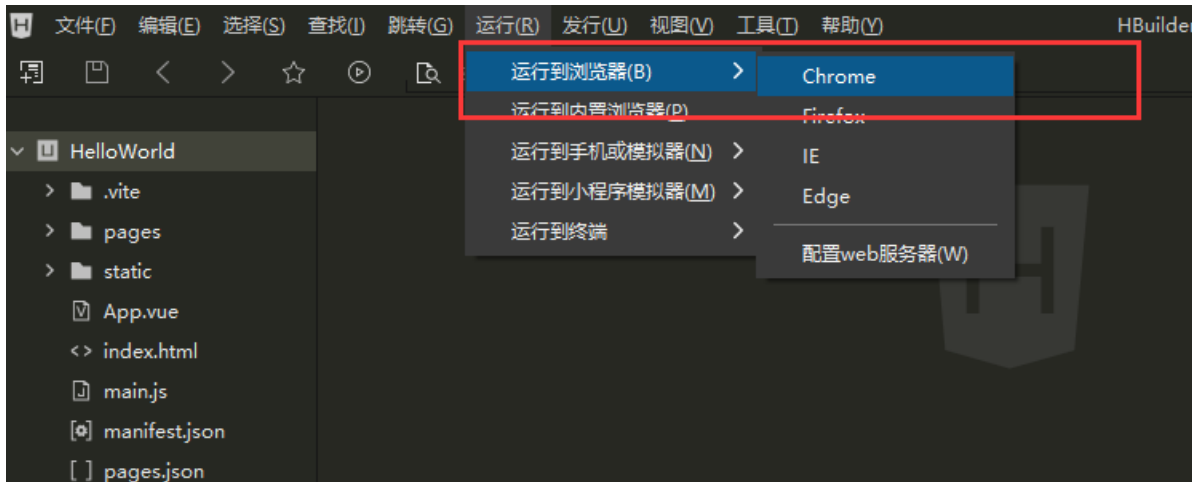 文件(F) 编辑(E) 选择(S) 查找(I) 跳转(G) 运行(R) 发行(U) 视图(V) 工具(T) 帮助(Y) HBuilder
运行到浏览器(B)
运行到内置浏览器(P)
运行到手机或模拟器(N)
运行到小程序模拟器(M)
运行到终端
Chrome
Firefox
IE
Edge
配置web服务器(W)
HelloWorld
.vite
pages
static
App.vue
index.html
main.js
manifest.json
pages.json